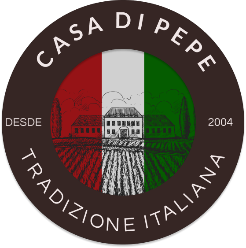 CASA DI PEPE
DESDE
2004
TRADIZIONE ITALIANA